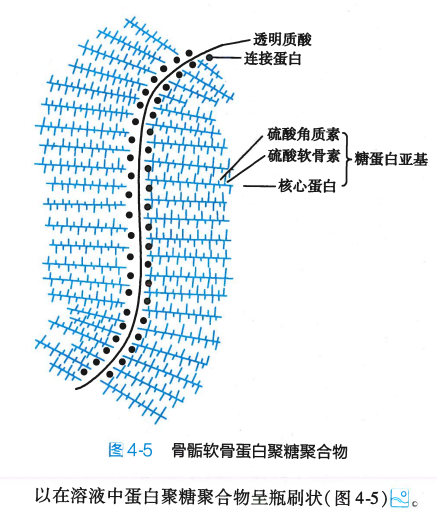 透明质酸
连接蛋白
硫酸角质素
硫酸软骨素
糖蛋白亚基
核心蛋白
图4-5 骨骺软骨蛋白聚糖聚合物
以在溶液中蛋白聚糖聚合物呈瓶刷状(图4-5)。